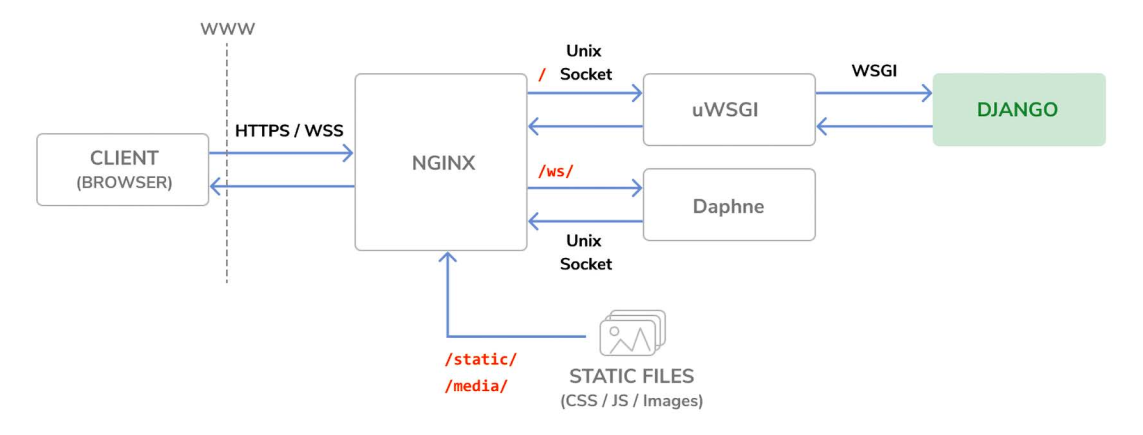 WWW
HTTPS / WSS
CLIENT
(BROWSER)
NGINX
Unix
/ Socket
uWSGI
WSGI
DJANGO
/ws/
Daphne
Unix
Socket
/static/
/media/
STATIC FILES
(CSS / JS / Images)